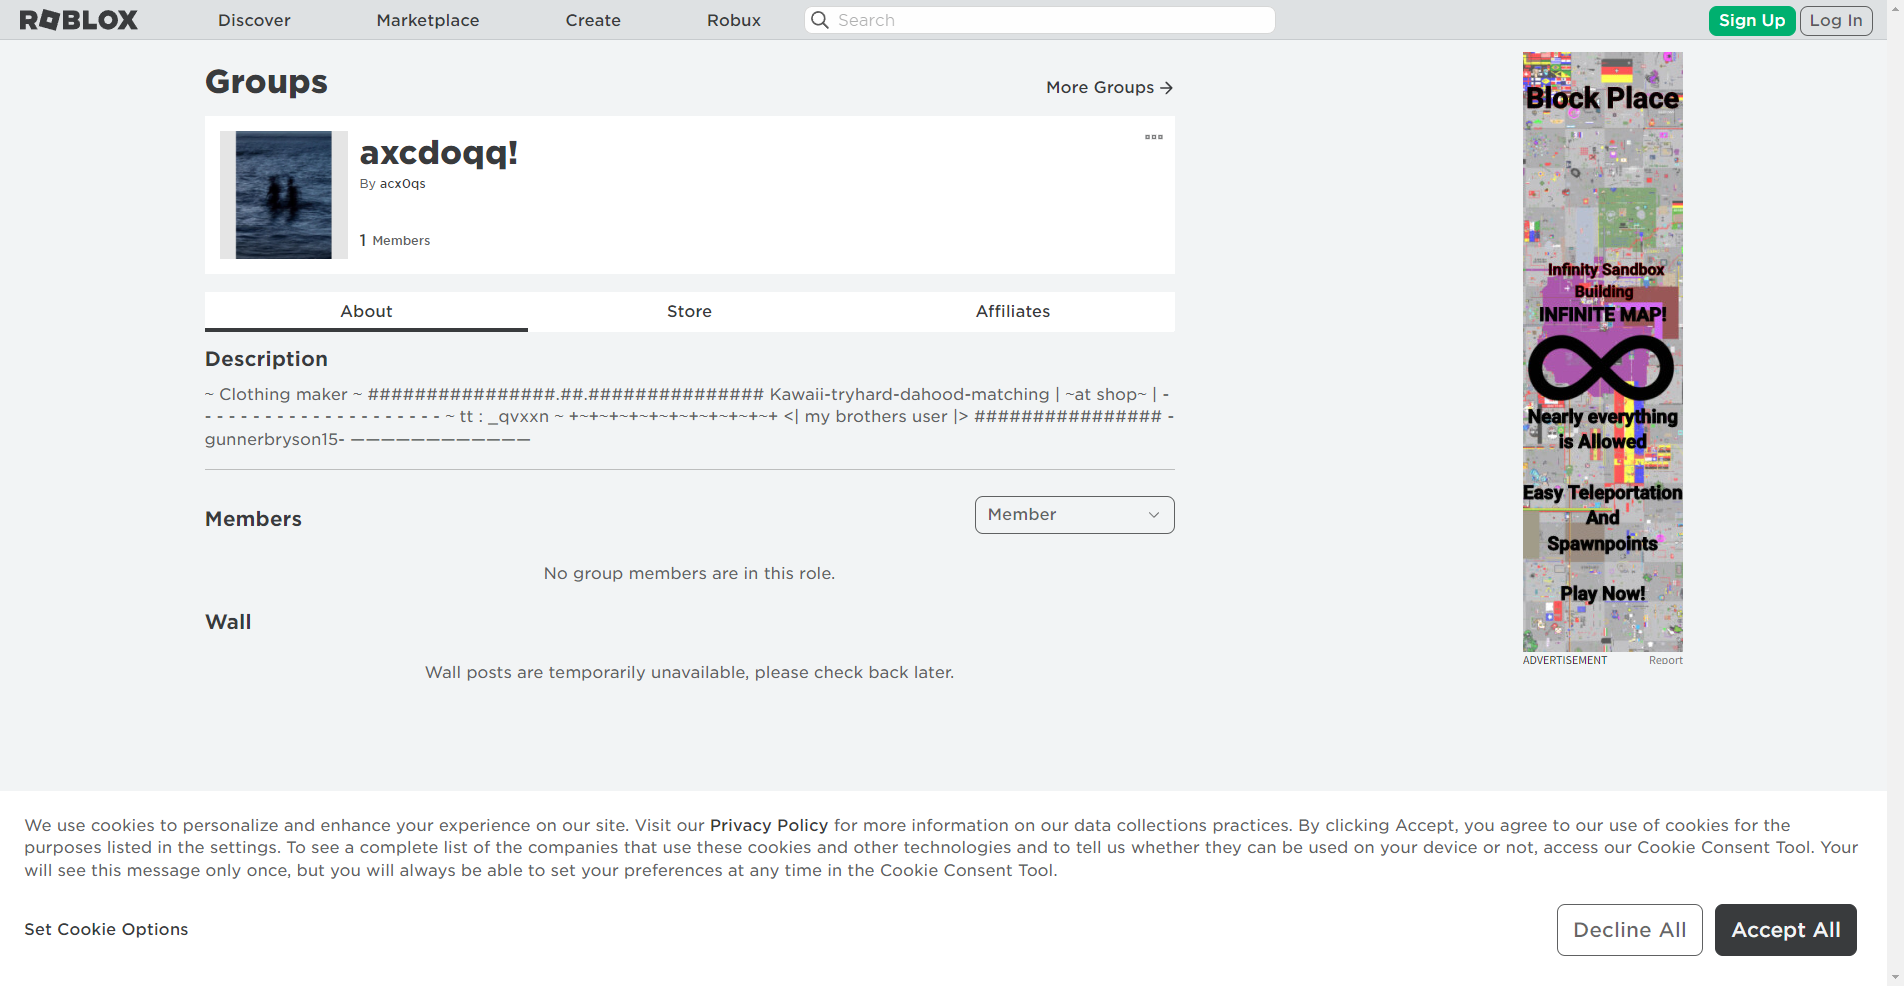 ROBLOX
Discover
Marketplace
Create
Robux
Search
Sign Up
Log In
Groups
More Groups →
axcdoqq!
By acx0qs
1 Members
About
Store
Affiliates
Description
~ Clothing maker ~ ################.##.############### Kawaii-tryhard-dahood-matching | ~at shop~ | -
- - - - - - - - - - - - - - - - - - - - ~ tt : _qvxxn ~ +~+~+~+~+~+~+~+~+~+~+ <| my brothers user |> ################ -
gunnerbryson15- ————————————
Members
Member
No group members are in this role.
Wall
Wall posts are temporarily unavailable, please check back later.
Block Place
Infinity Sandbox
Building
INFINITE MAP!
Nearly everything
is Allowed
Easy Teleportation
And
Spawnpoints
Play Now!
ADVERTISEMENT
Report
We use cookies to personalize and enhance your experience on our site. Visit our Privacy Policy for more information on our data collections practices. By clicking Accept, you agree to our use of cookies for the
purposes listed in the settings. To see a complete list of the companies that use these cookies and other technologies and to tell us whether they can be used on your device or not, access our Cookie Consent Tool. Your
will see this message only once, but you will always be able to set your preferences at any time in the Cookie Consent Tool.
Set Cookie Options
Decline All
Accept All